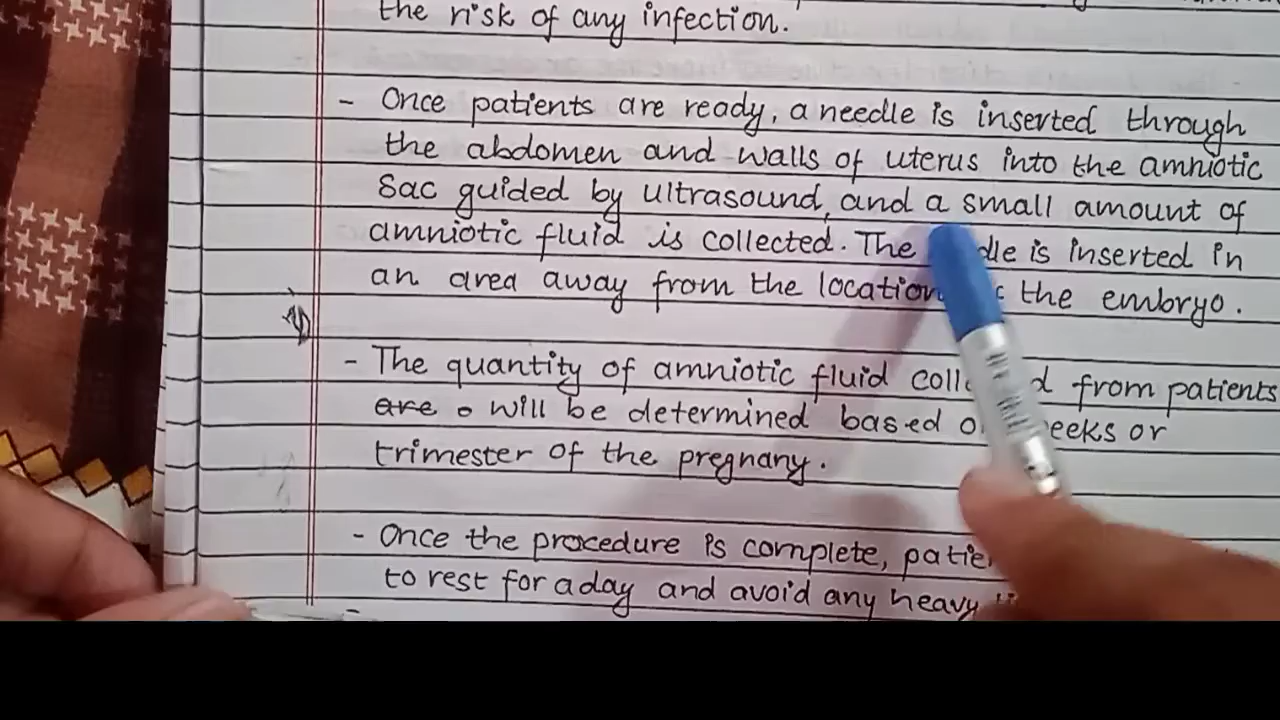 the risk of any infection.
- Once patients are ready, a needle is inserted through
the abdomen and walls of uterus into the amniotic
Sac guided by ultrasound, and a small amount of
amniotic fluid is collected. The is inserted in
an area away from the location the embryo.
- The quantity of amniotic fluid from patients
are will be determined based or
trimester of the pregnany.
- Once the procedure is complete,
to rest for a day and avoid any heavy